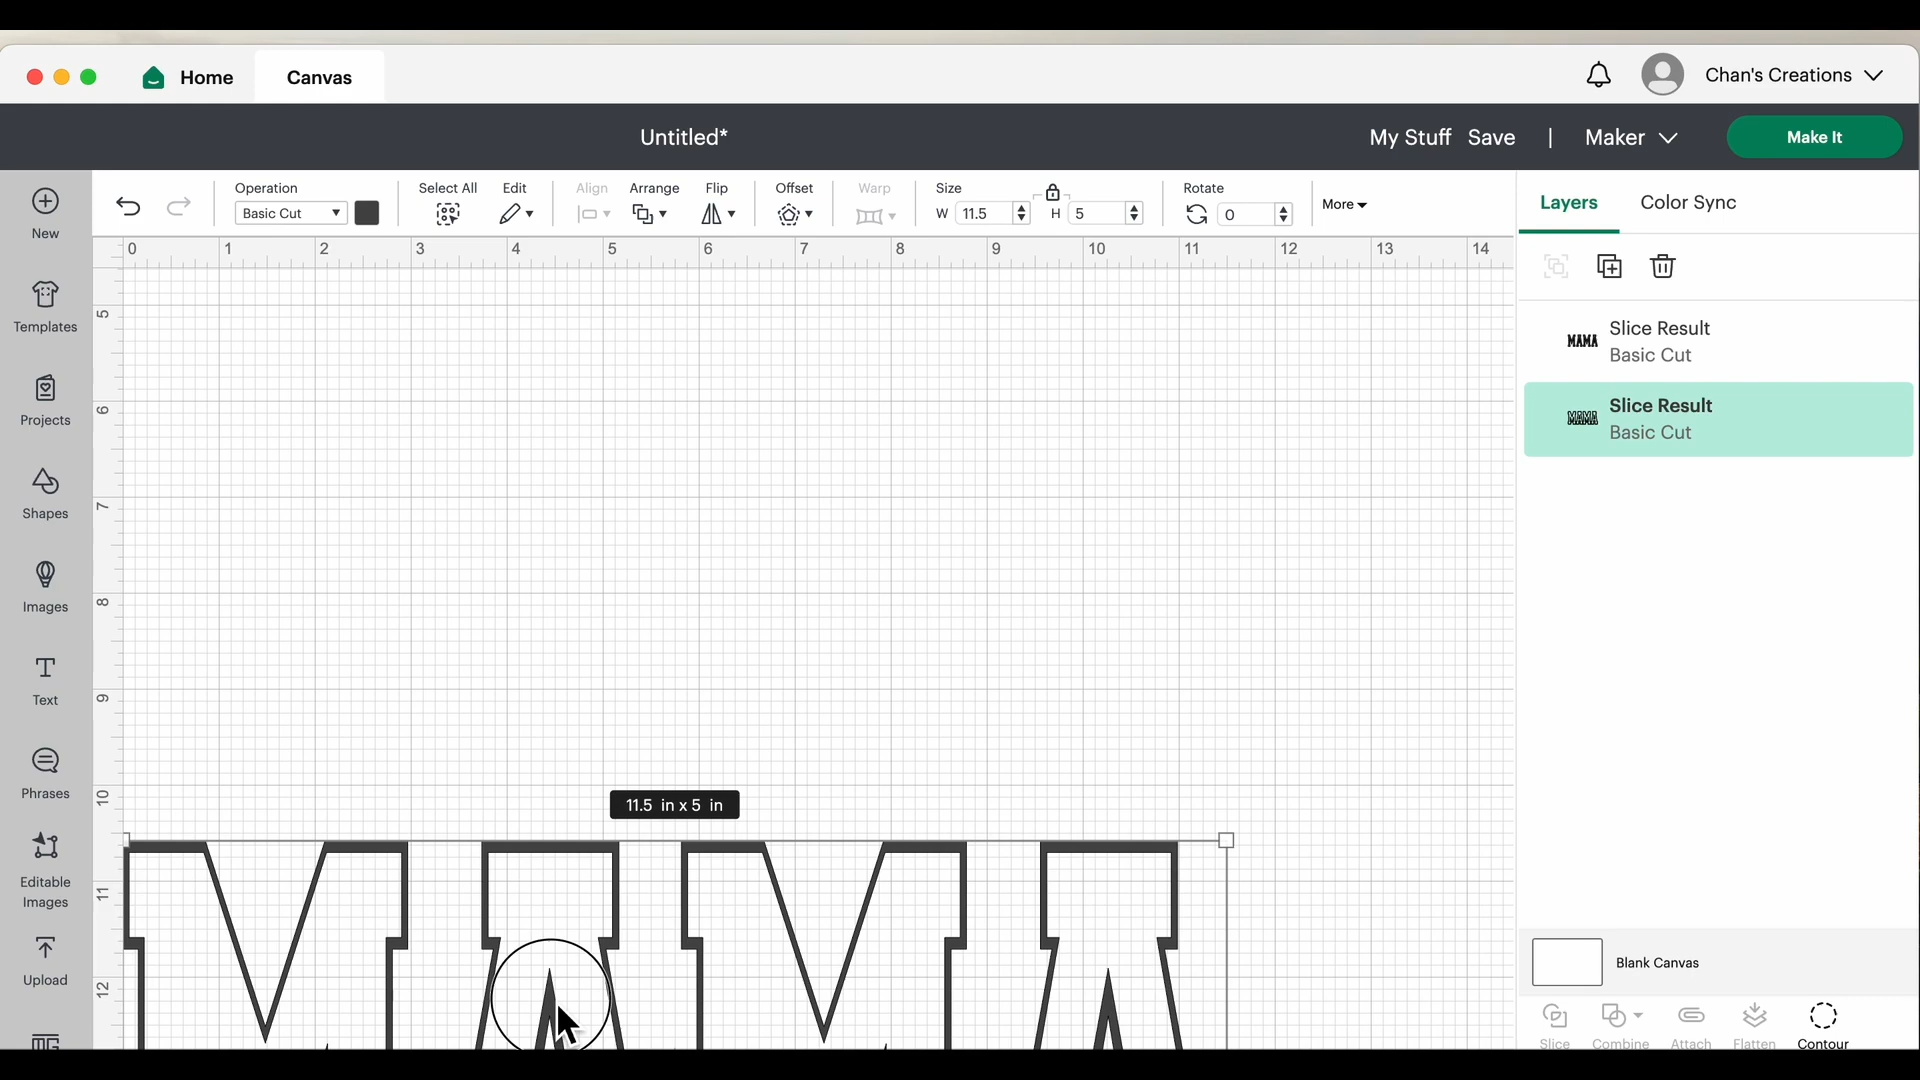 Home
Canvas
Chan's Creations
Untitled*
My Stuff
Save
|
Maker
Make It
Operation
Basic Cut
Select All
Edit
Align
Arrange
Flip
Offset
Warp
Size
W 11.5
H 5
Rotate
0
More
Layers
Color Sync
New
Templates
Projects
Shapes
Images
Text
Phrases
Editable
Images
Upload
0 1 2 3 4 5 6 7 8 9 10 11 12 13 14
5
6
7
8
9
10
11
12
11.5 in x 5 in
MAMA
MAMA
Slice Result
Basic Cut
MAMA
Slice Result
Basic Cut
Blank Canvas
Slice
Combine
Attach
Flatten
Contour